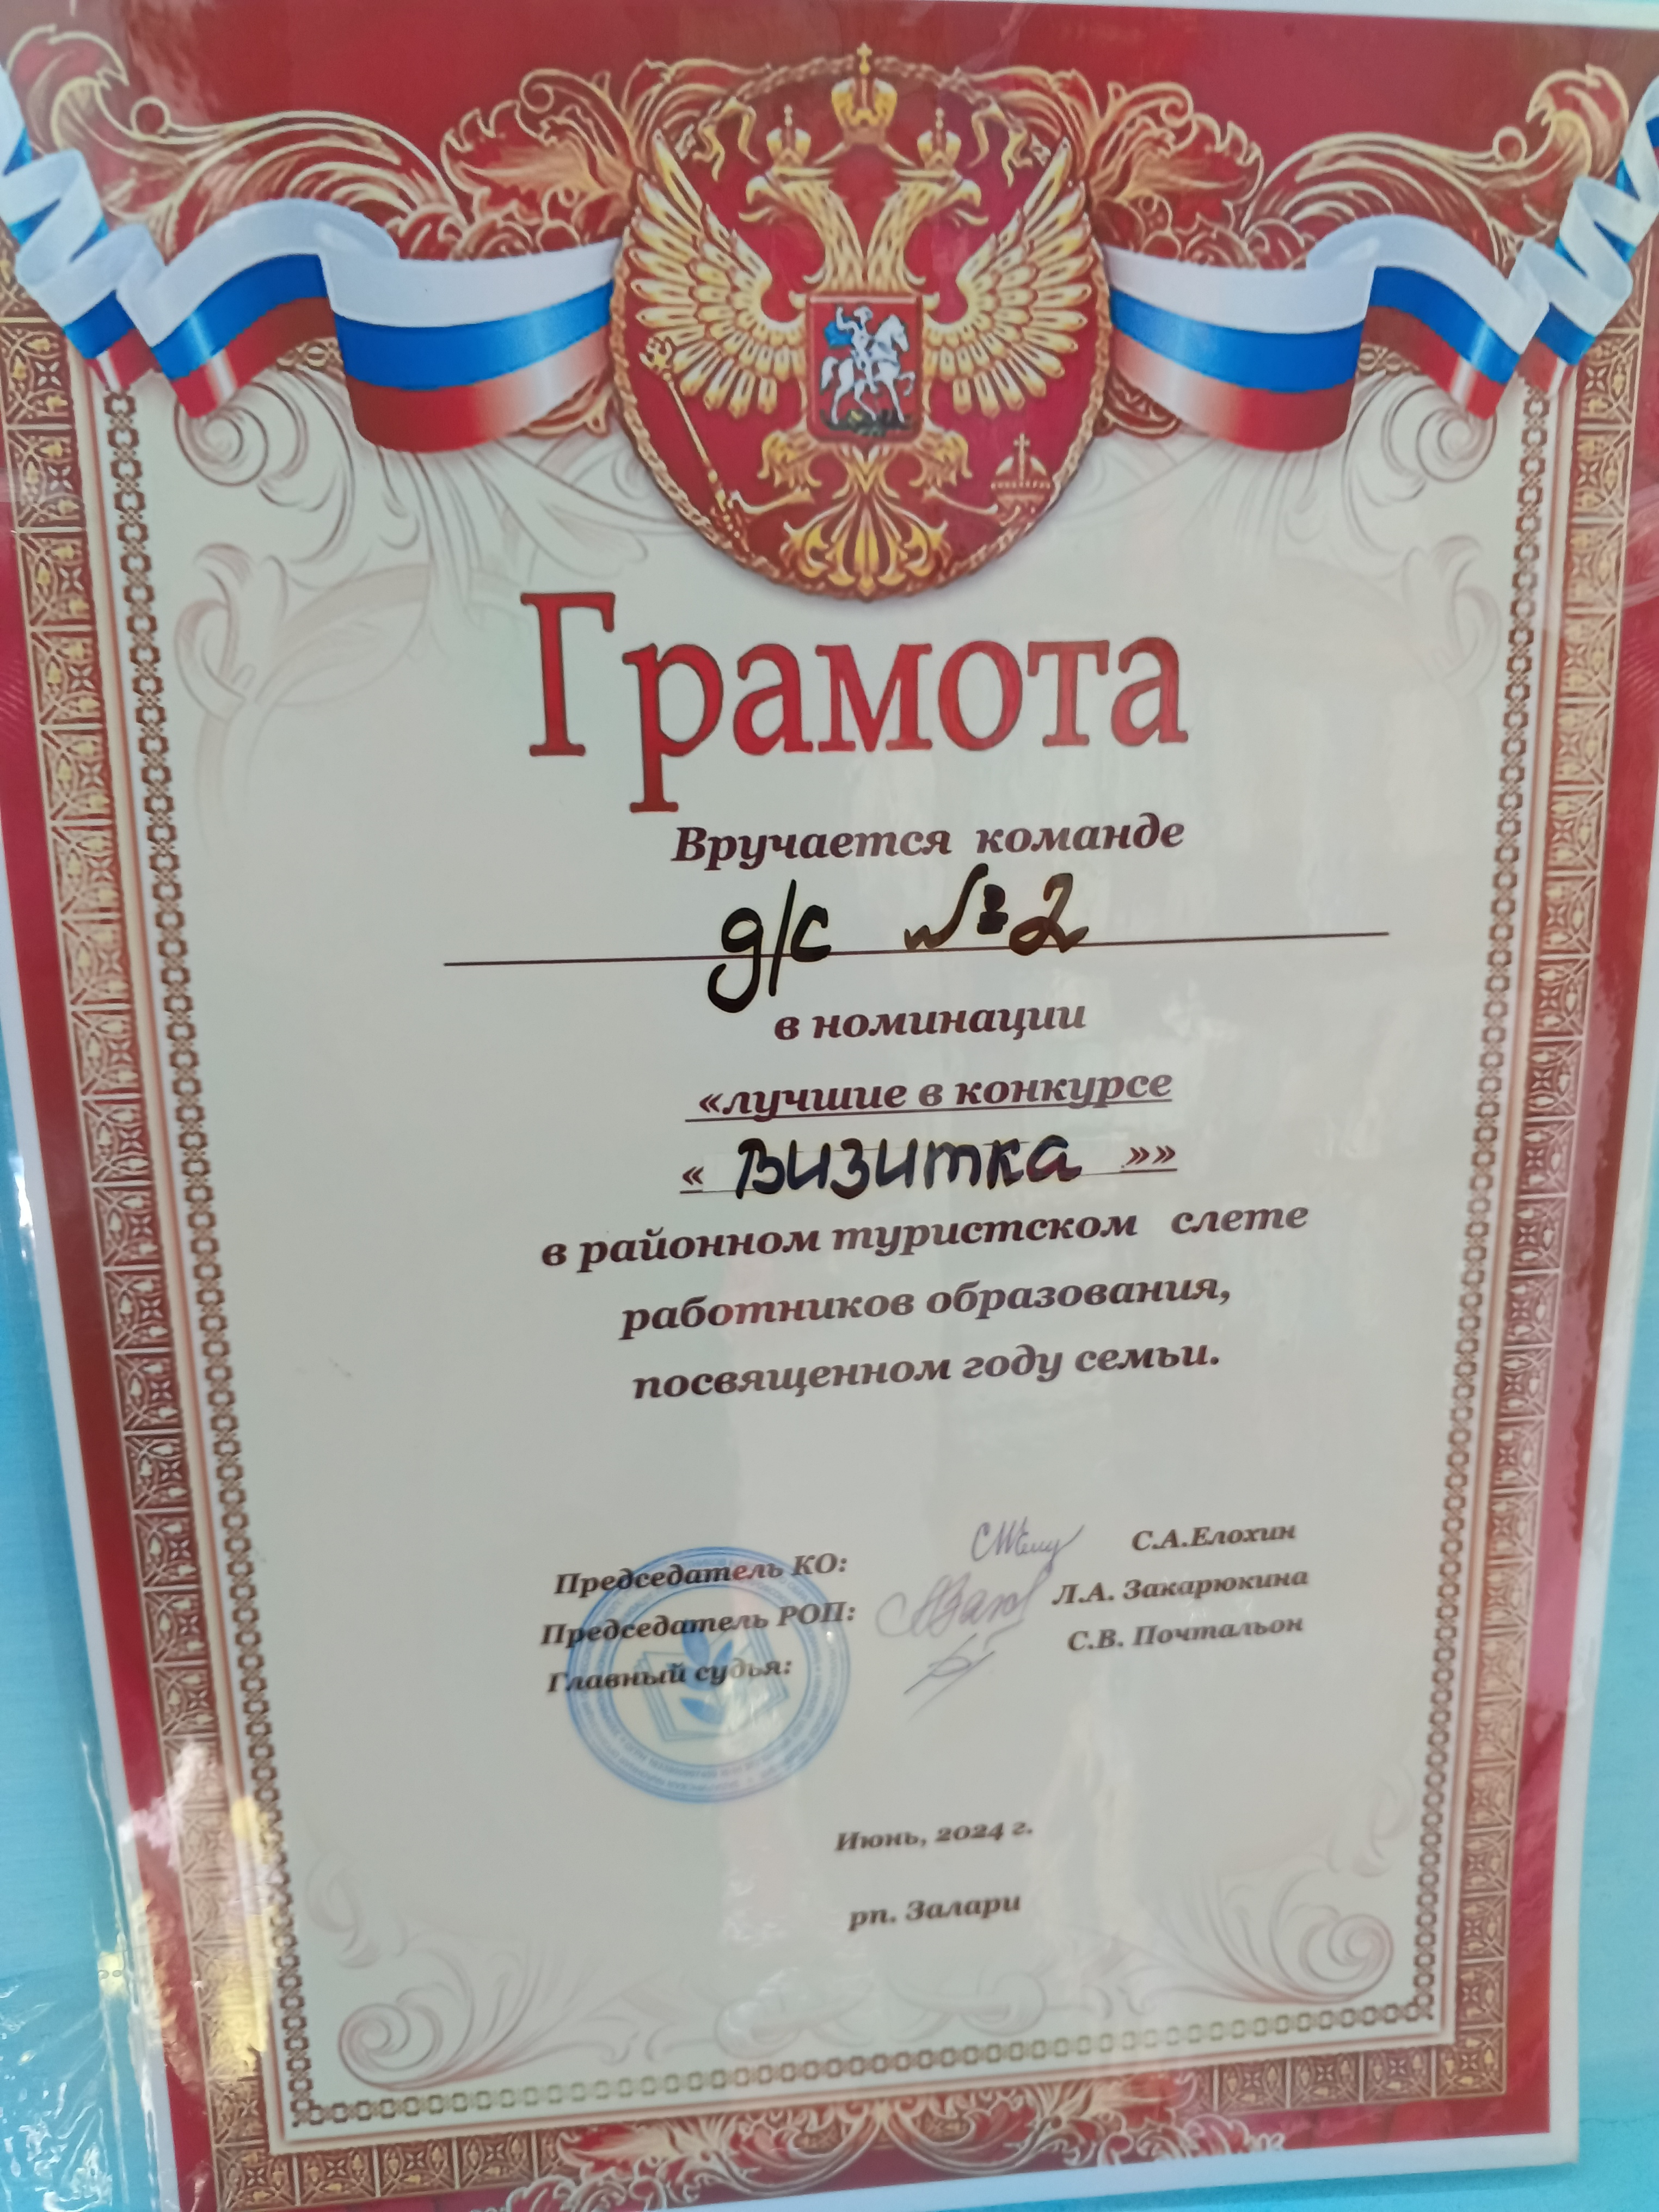 Грамота
Вручается команде
д/с №2
в номинации
«лучшие в конкурсе
« Визитка »»
в районном туристском слете
работников образования,
посвященном году семьи.
Председатель КО: С.А.Елохин
Председатель РОП: Л.А. Закарюкина
Главный судья: С.В. Почтальон
Июнь, 2024 г.
рп. Залари